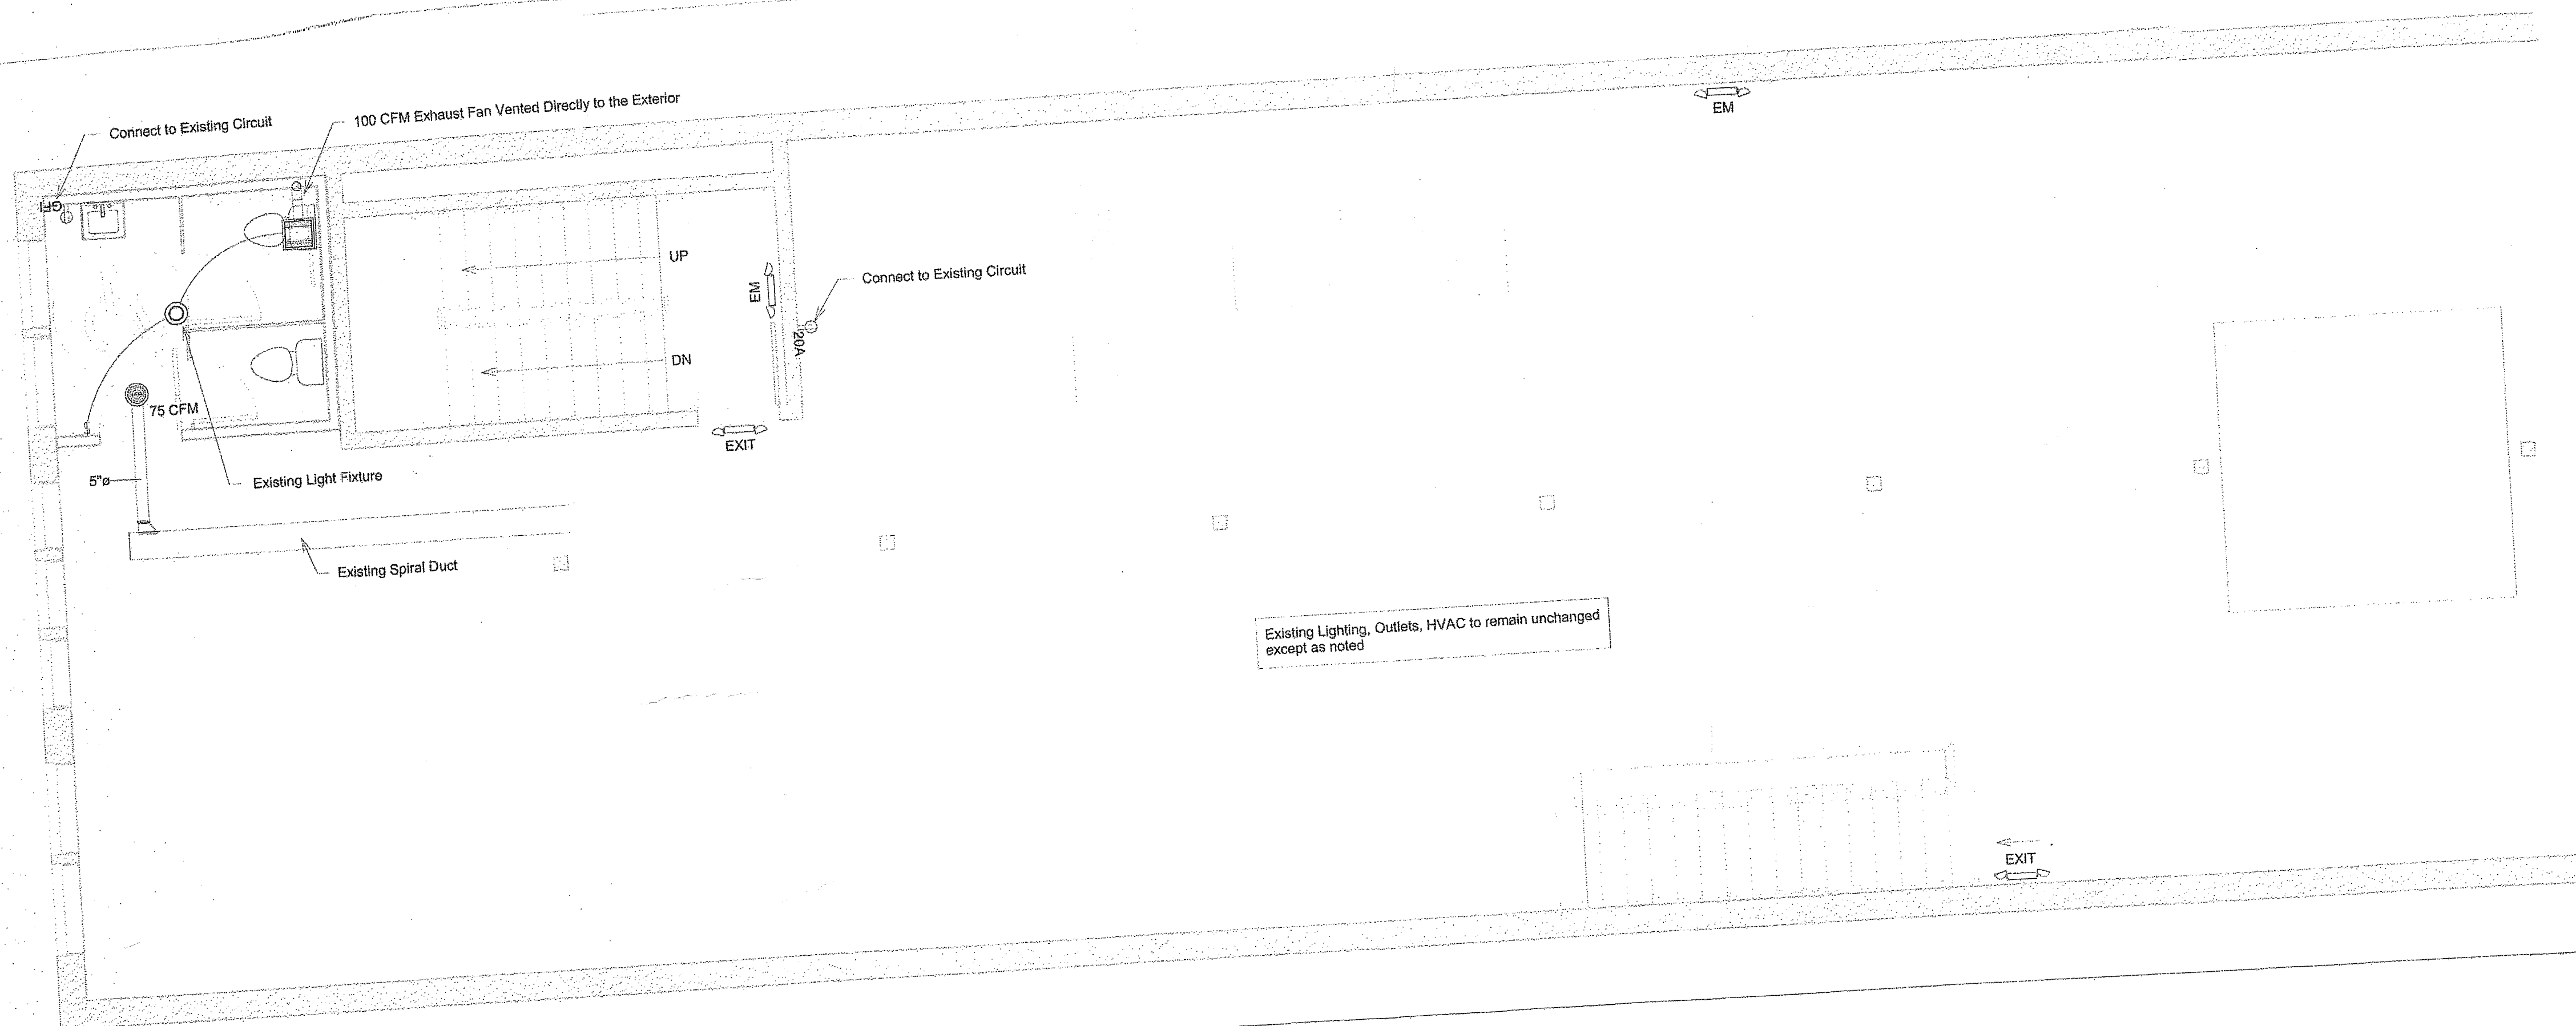 Connect to Existing Circuit
100 CFM Exhaust Fan Vented Directly to the Exterior
EM
GFI
UP
EM
Connect to Existing Circuit
20A
DN
75 CFM
EXIT
5"ø
Existing Light Fixture
Existing Spiral Duct
Existing Lighting, Outlets, HVAC to remain unchanged
except as noted
EXIT